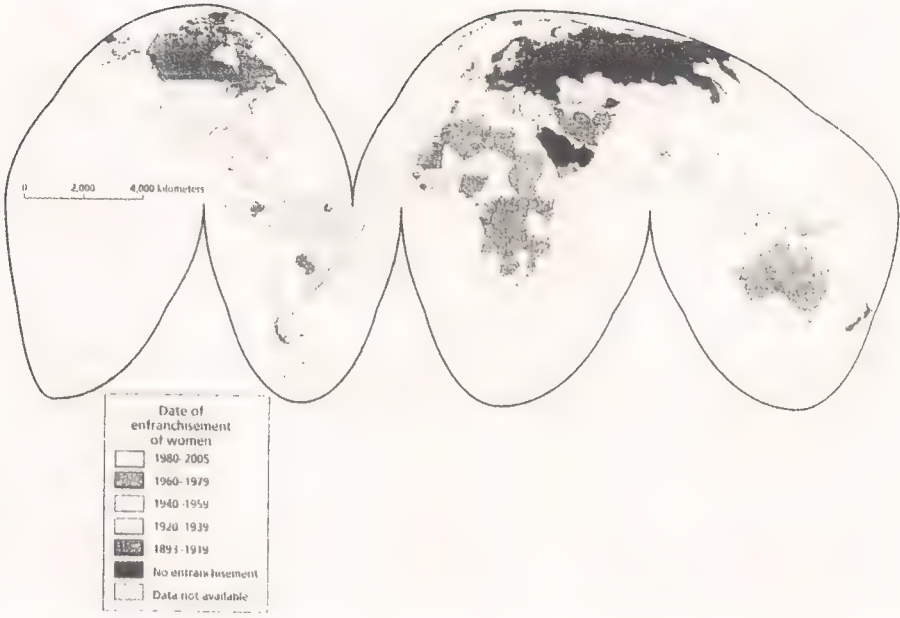 0 2,000 4,000 kilometers
Date of
enfranchisement
of women
1980-2005
1960-1979
1940-1959
1920 1939
1893-1919
No enfranchisement
Data not available